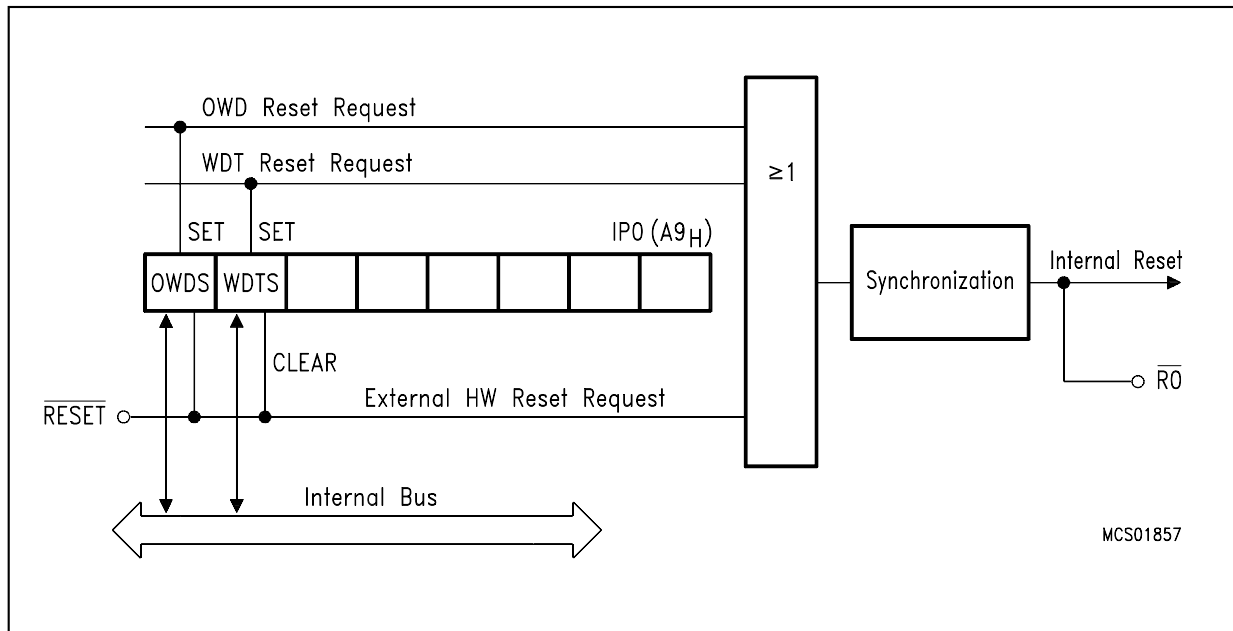 OWD Reset Request
WDT Reset Request
≥1
SET SET IP0 (A9H)
OWDS WDTS
Synchronization
Internal Reset
CLEAR
RO
External HW Reset Request
RESET
Internal Bus
MCS01857